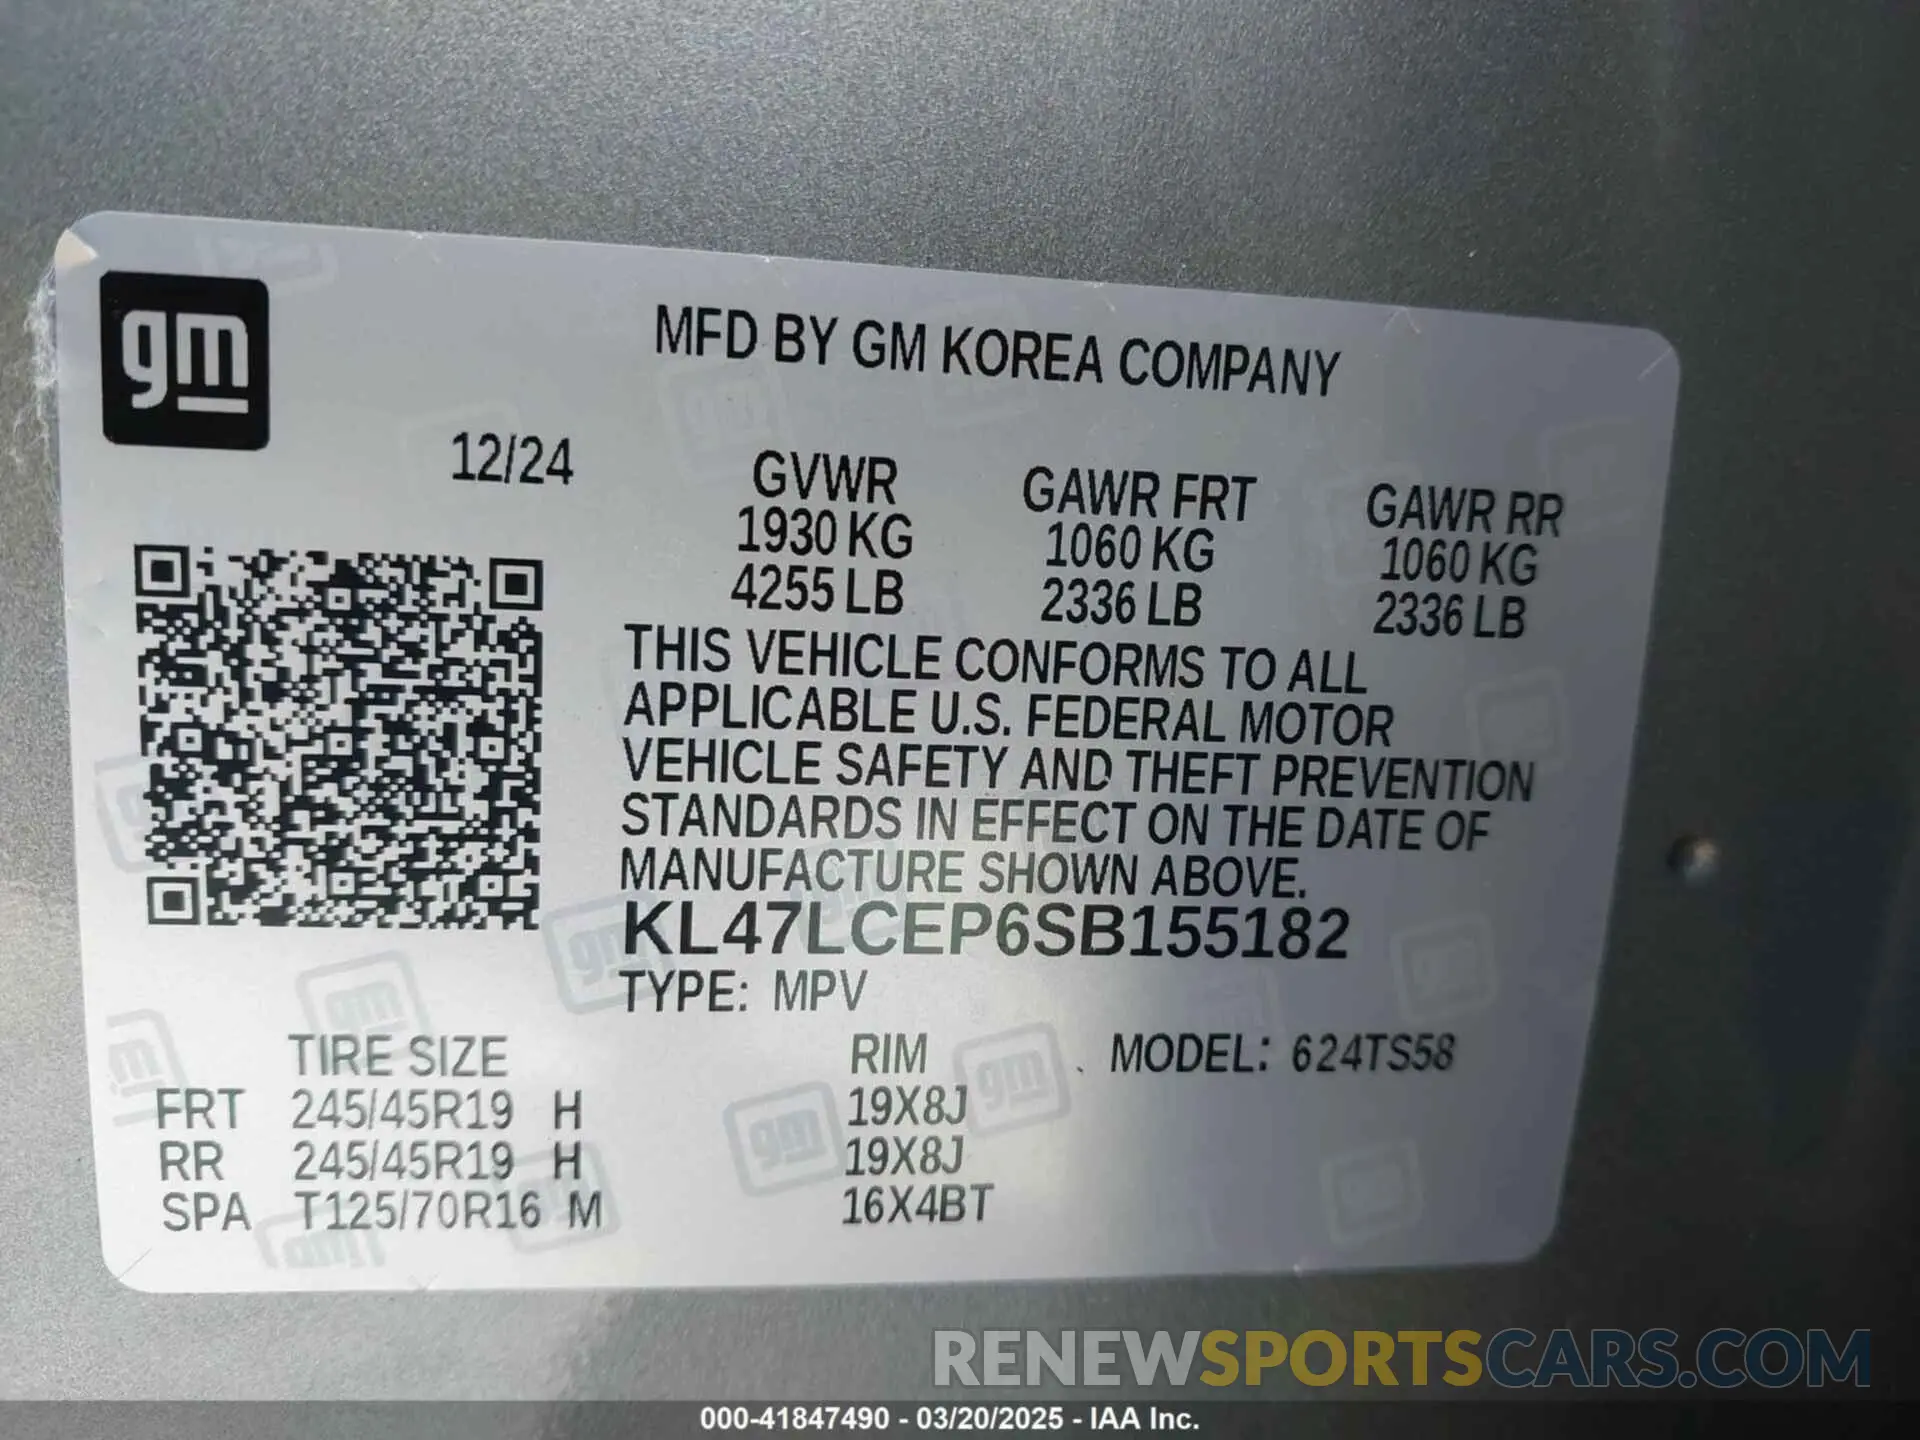 gm
MFD BY GM KOREA COMPANY
12/24
GVWR GAWR FRT GAWR RR
1930 KG 1060 KG 1060 KG
4255 LB 2336 LB 2336 LB
THIS VEHICLE CONFORMS TO ALL
APPLICABLE U.S. FEDERAL MOTOR
VEHICLE SAFETY AND THEFT PREVENTION
STANDARDS IN EFFECT ON THE DATE OF
MANUFACTURE SHOWN ABOVE.
KL47LCEP6SB155182
TYPE: MPV
TIRE SIZE RIM MODEL: 624TS58
FRT 245/45R19 H 19X8J
RR 245/45R19 H 19X8J
SPA T125/70R16 M 16X4BT
RENEWSPORTSCARS.COM
000-41847490 - 03/20/2025 - IAA Inc.